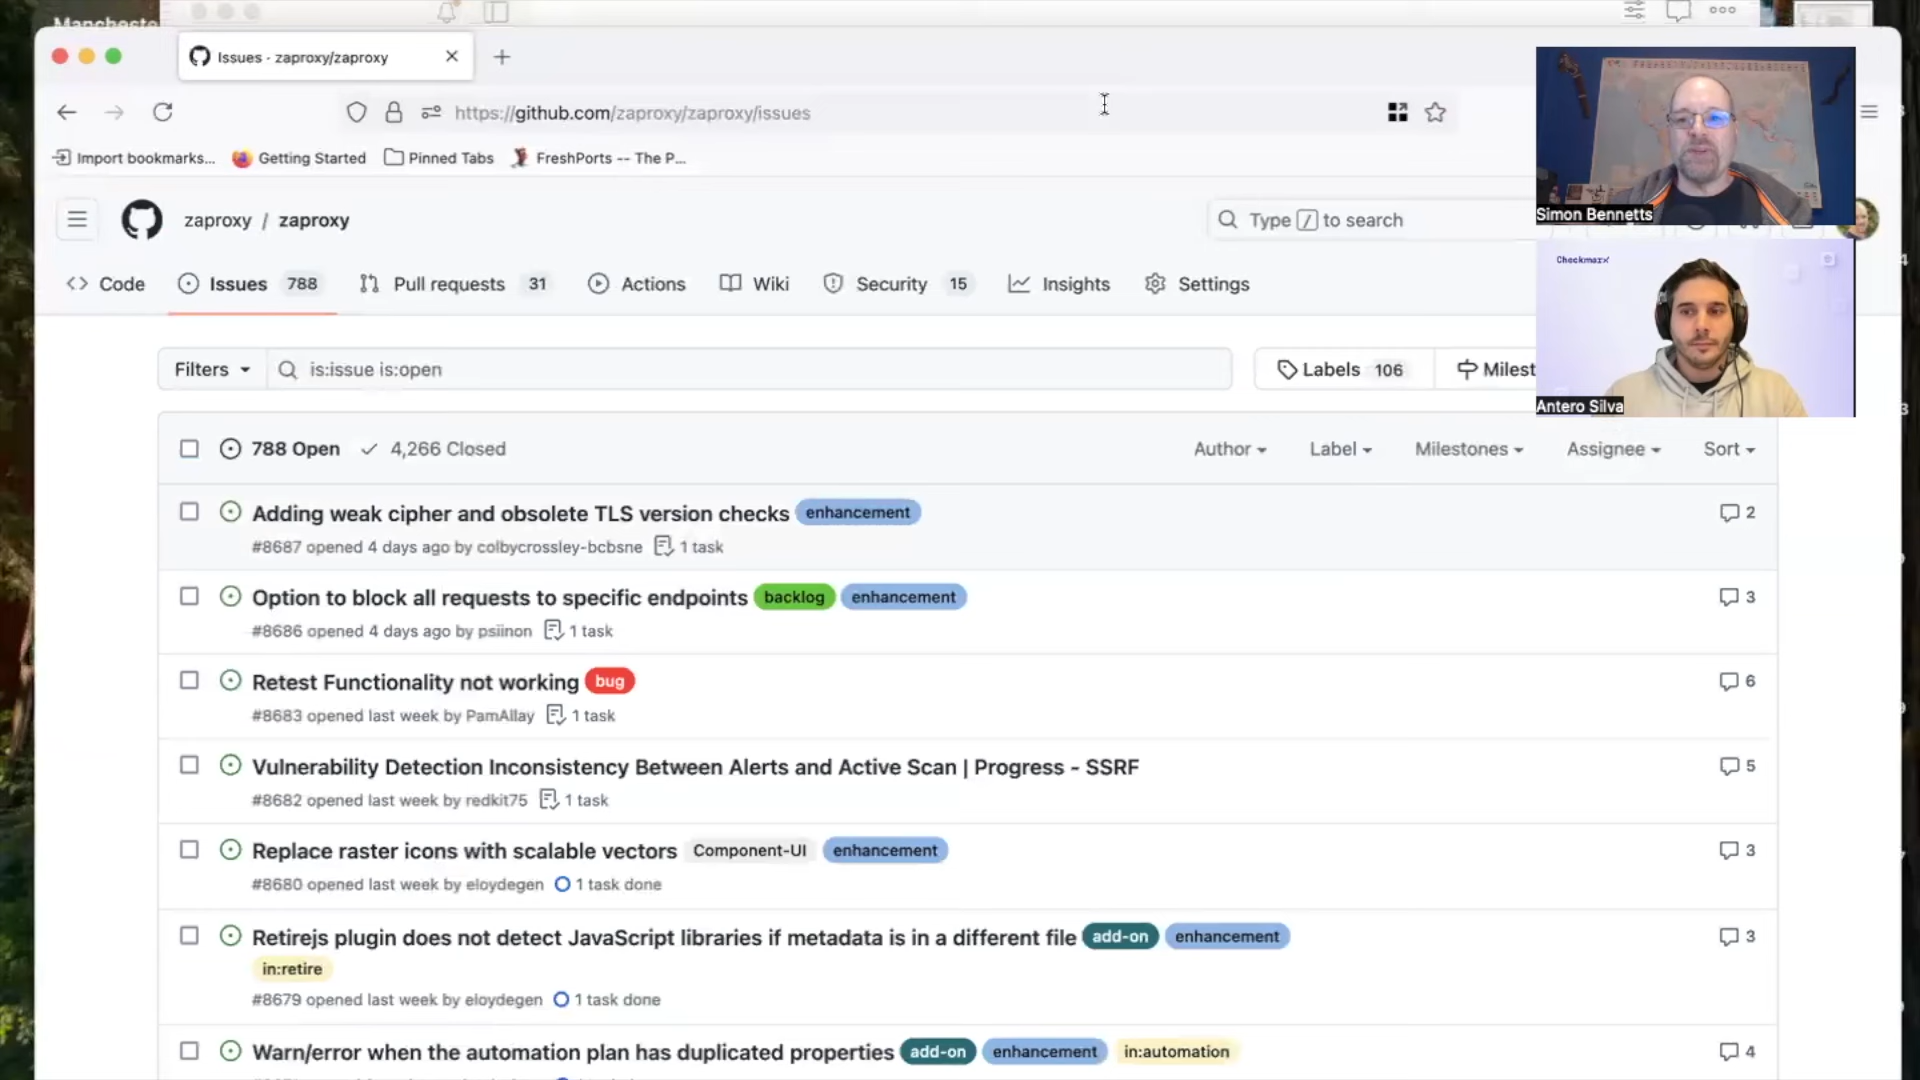 Manchester
Issues · zaproxy/zaproxy
https://github.com/zaproxy/zaproxy/issues
Import bookmarks... Getting Started Pinned Tabs FreshPorts -- The P...
zaproxy / zaproxy
Type / to search
Simon Bennetts
Code Issues 788 Pull requests 31 Actions Wiki Security 15 Insights Settings
Checkmarx
Filters is:issue is:open Labels 106 Milest
Antero Silva
788 Open 4,266 Closed Author Label Milestones Assignee Sort
Adding weak cipher and obsolete TLS version checks enhancement 2
#8687 opened 4 days ago by colbycrossley-bcbsne 1 task
Option to block all requests to specific endpoints backlog enhancement 3
#8686 opened 4 days ago by psiinon 1 task
Retest Functionality not working bug 6
#8683 opened last week by PamAllay 1 task
Vulnerability Detection Inconsistency Between Alerts and Active Scan | Progress - SSRF 5
#8682 opened last week by redkit75 1 task
Replace raster icons with scalable vectors Component-UI enhancement 3
#8680 opened last week by eloydegen 1 task done
Retirejs plugin does not detect JavaScript libraries if metadata is in a different file add-on enhancement 3
in:retire
#8679 opened last week by eloydegen 1 task done
Warn/error when the automation plan has duplicated properties add-on enhancement in:automation 4